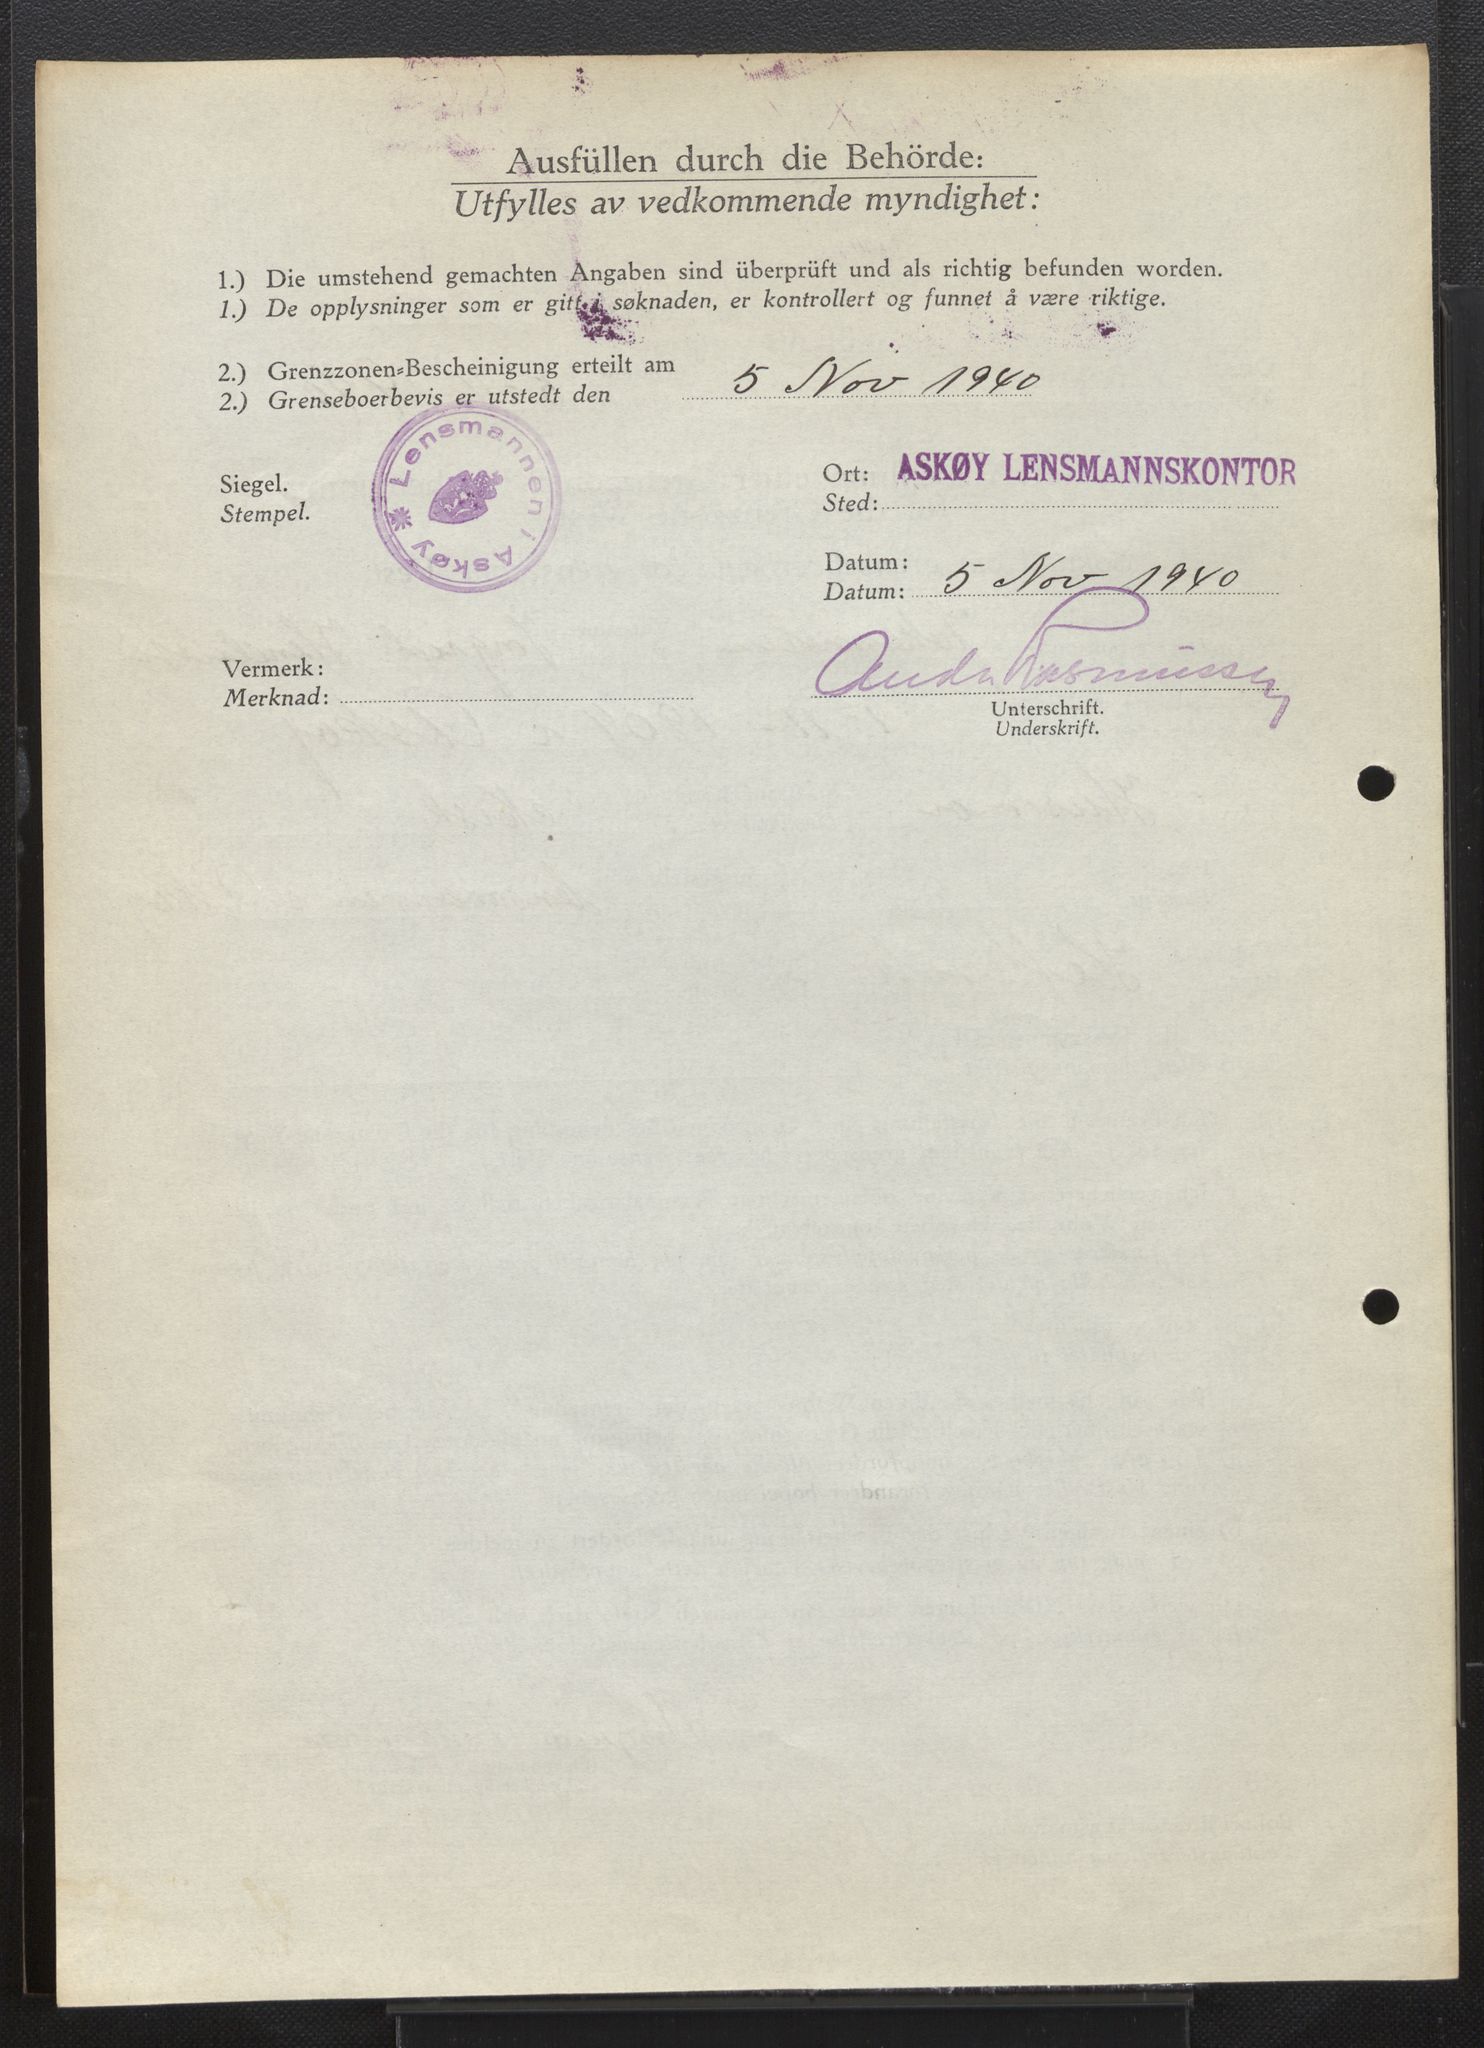 Ausfüllen durch die Behörde:
Utfylles av vedkommende myndighet:
1.) Die umstehend gemachten Angaben sind überprüft und als richtig befunden worden.
1.) De opplysninger som er gitt i søknaden, er kontrollert og funnet å være riktige.
2.) Grenzzonen-Bescheinigung erteilt am
2.) Grenseboerbevis er utstedt den 5 Nov 1940
Siegel.
Stempel.
Lensmannen i Askøy
Ort: ASKØY LENSMANNSKONTOR
Sted:
Datum:
Datum: 5 Nov 1940
Vermerk:
Merknad:
Rasmussen
Unterschrift.
Underskrift.